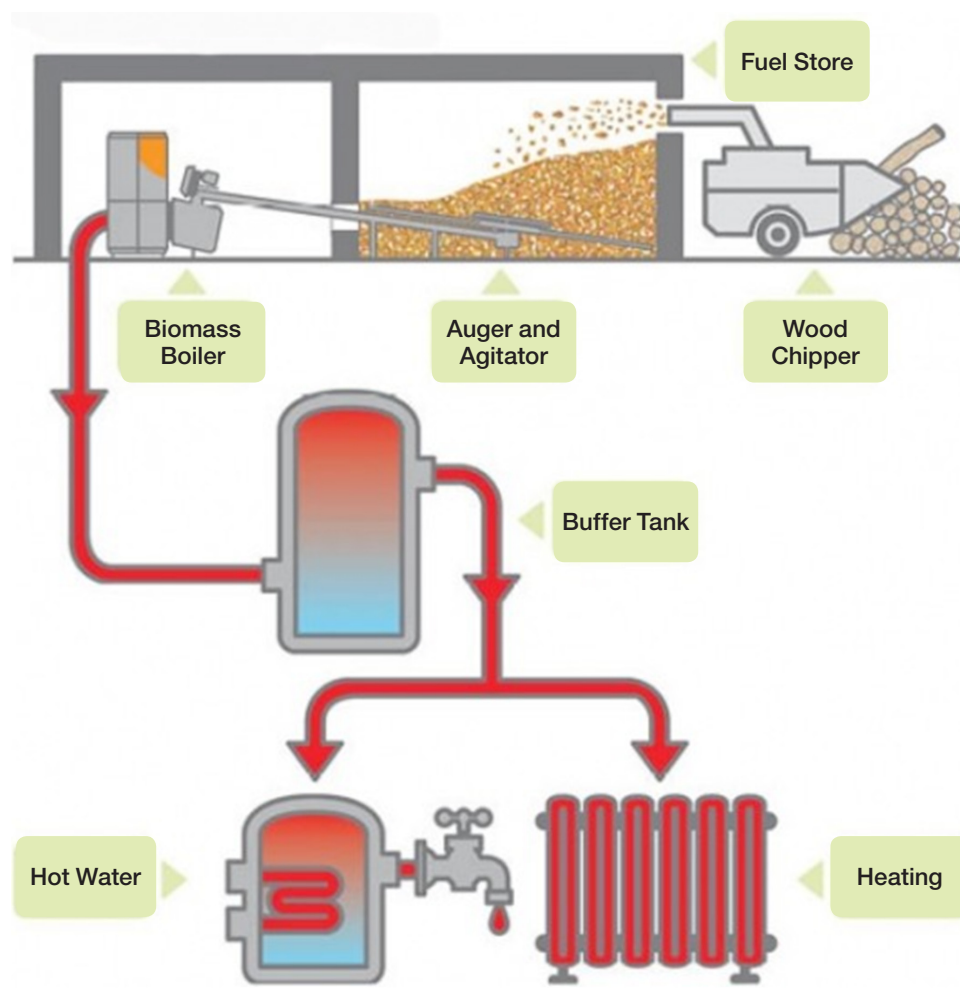 Fuel Store
Biomass
Boiler
Auger and
Agitator
Wood
Chipper
Buffer Tank
Hot Water
Heating